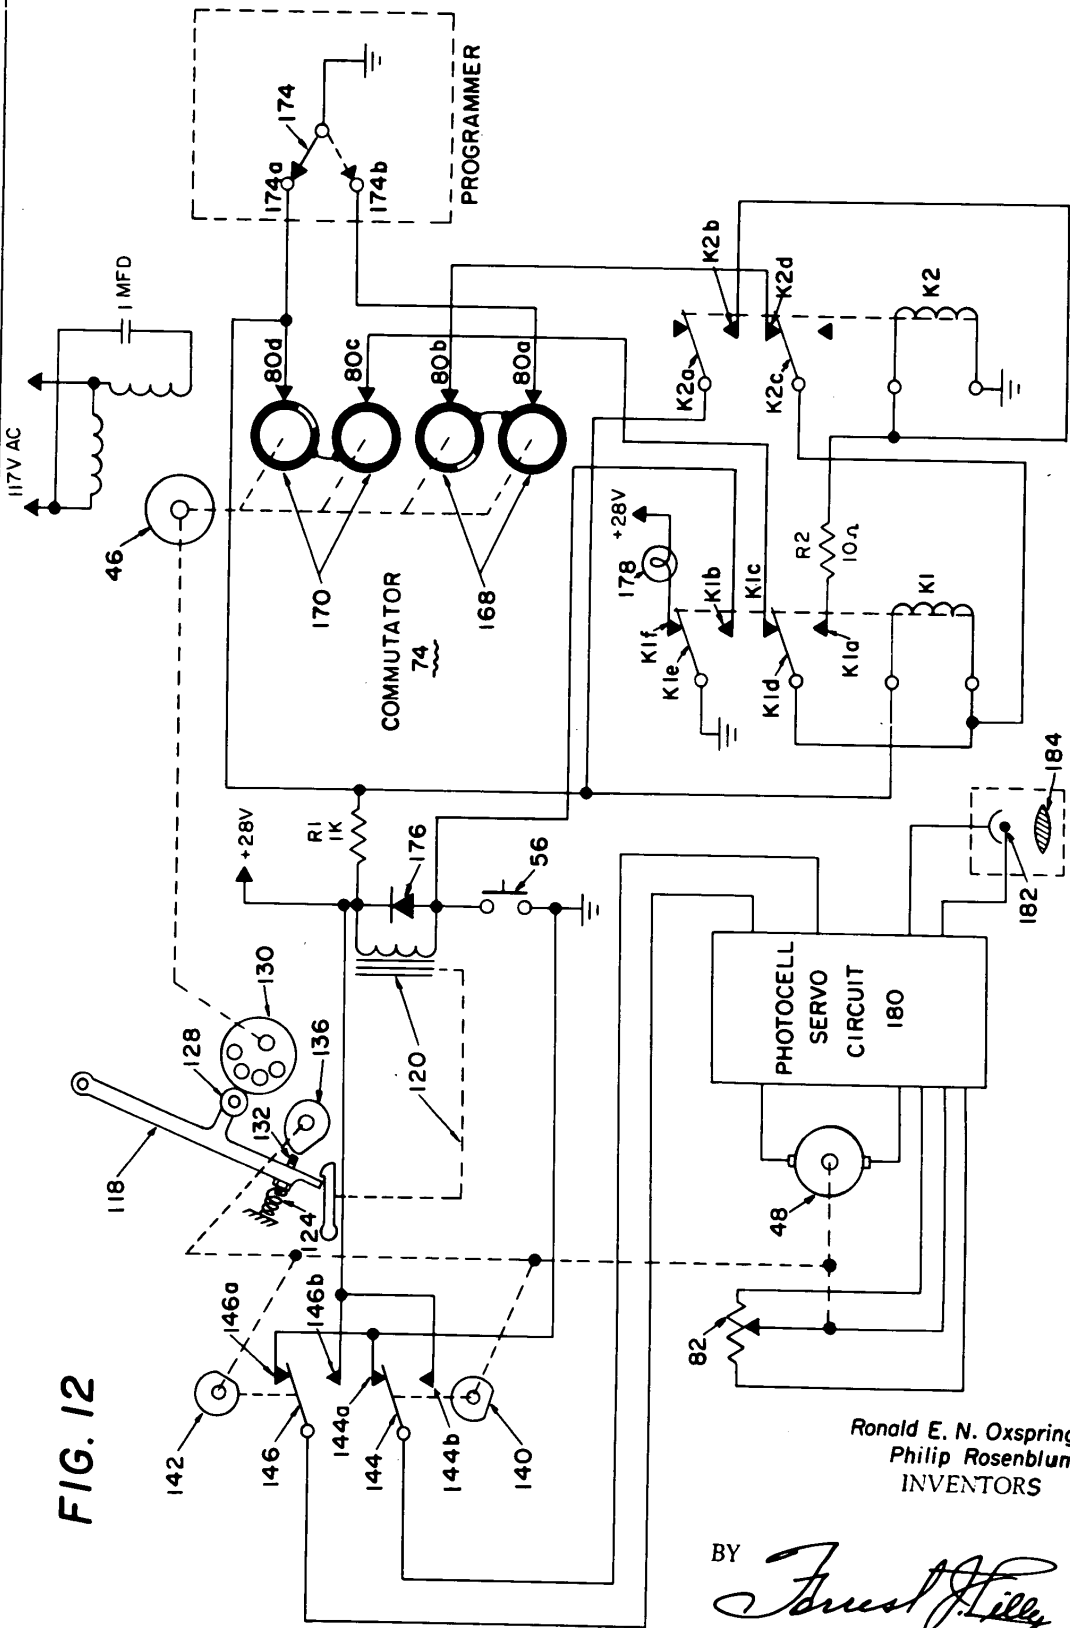 117V AC
1 MFD
46
174a
174
174b
PROGRAMMER
80d
80c
80b
80a
170
168
COMMUTATOR
74
K2a
K2b
K2d
K2c
K2
178
+28V
K1f
K1e
K1b
K1c
K1d
K1a
R2
10Ω
K1
+28V
R1
1K
176
56
120
118
128
130
132
136
124
146a
146b
142
146
144a
144
144b
140
PHOTOCELL
SERVO
CIRCUIT
180
182
184
48
82
FIG. 12
Ronald E. N. Oxspring
Philip Rosenblum
INVENTORS
BY
Forrest J. Lilly